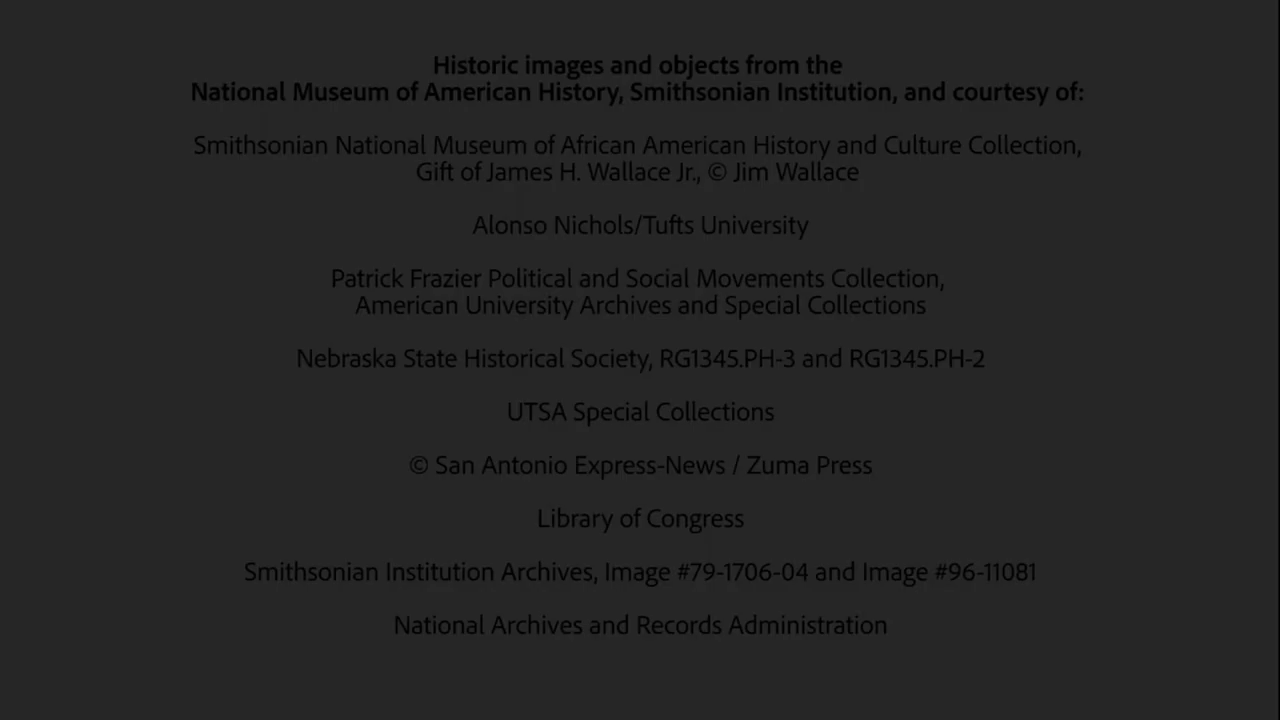 Historic images and objects from the
National Museum of American History, Smithsonian Institution, and courtesy of:
Smithsonian National Museum of African American History and Culture Collection,
Gift of James H. Wallace Jr., © Jim Wallace
Alonso Nichols/Tufts University
Patrick Frazier Political and Social Movements Collection,
American University Archives and Special Collections
Nebraska State Historical Society, RG1345.PH-3 and RG1345.PH-2
UTSA Special Collections
© San Antonio Express-News / Zuma Press
Library of Congress
Smithsonian Institution Archives, Image #79-1706-04 and Image #96-11081
National Archives and Records Administration